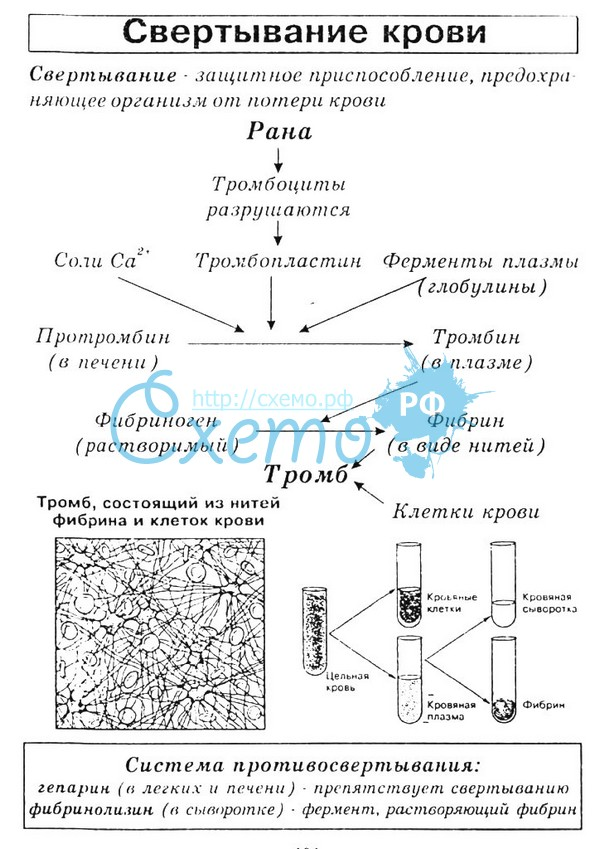 Свертывание крови
Свертывание - защитное приспособление, предохра-
няющее организм от потери крови
Рана
Тромбоциты
разрушаются
Соли Ca²⁺ Тромбопластин Ферменты плазмы
(глобулины)
Протромбин Тромбин
(в печени) (в плазме)
http://схемо.рф
Схемо РФ
Фибриноген Фибрин
(растворимый) (в виде нитей)
Тромб
Тромб, состоящий из нитей
фибрина и клеток крови
Клетки крови
Кровяные
клетки
Кровяная
сыворотка
Цельная
кровь
Кровяная
плазма
Фибрин
Система противосвертывания:
гепарин (в легких и печени) - препятствует свертыванию
фибринолизин (в сыворотке) - фермент, растворяющий фибрин